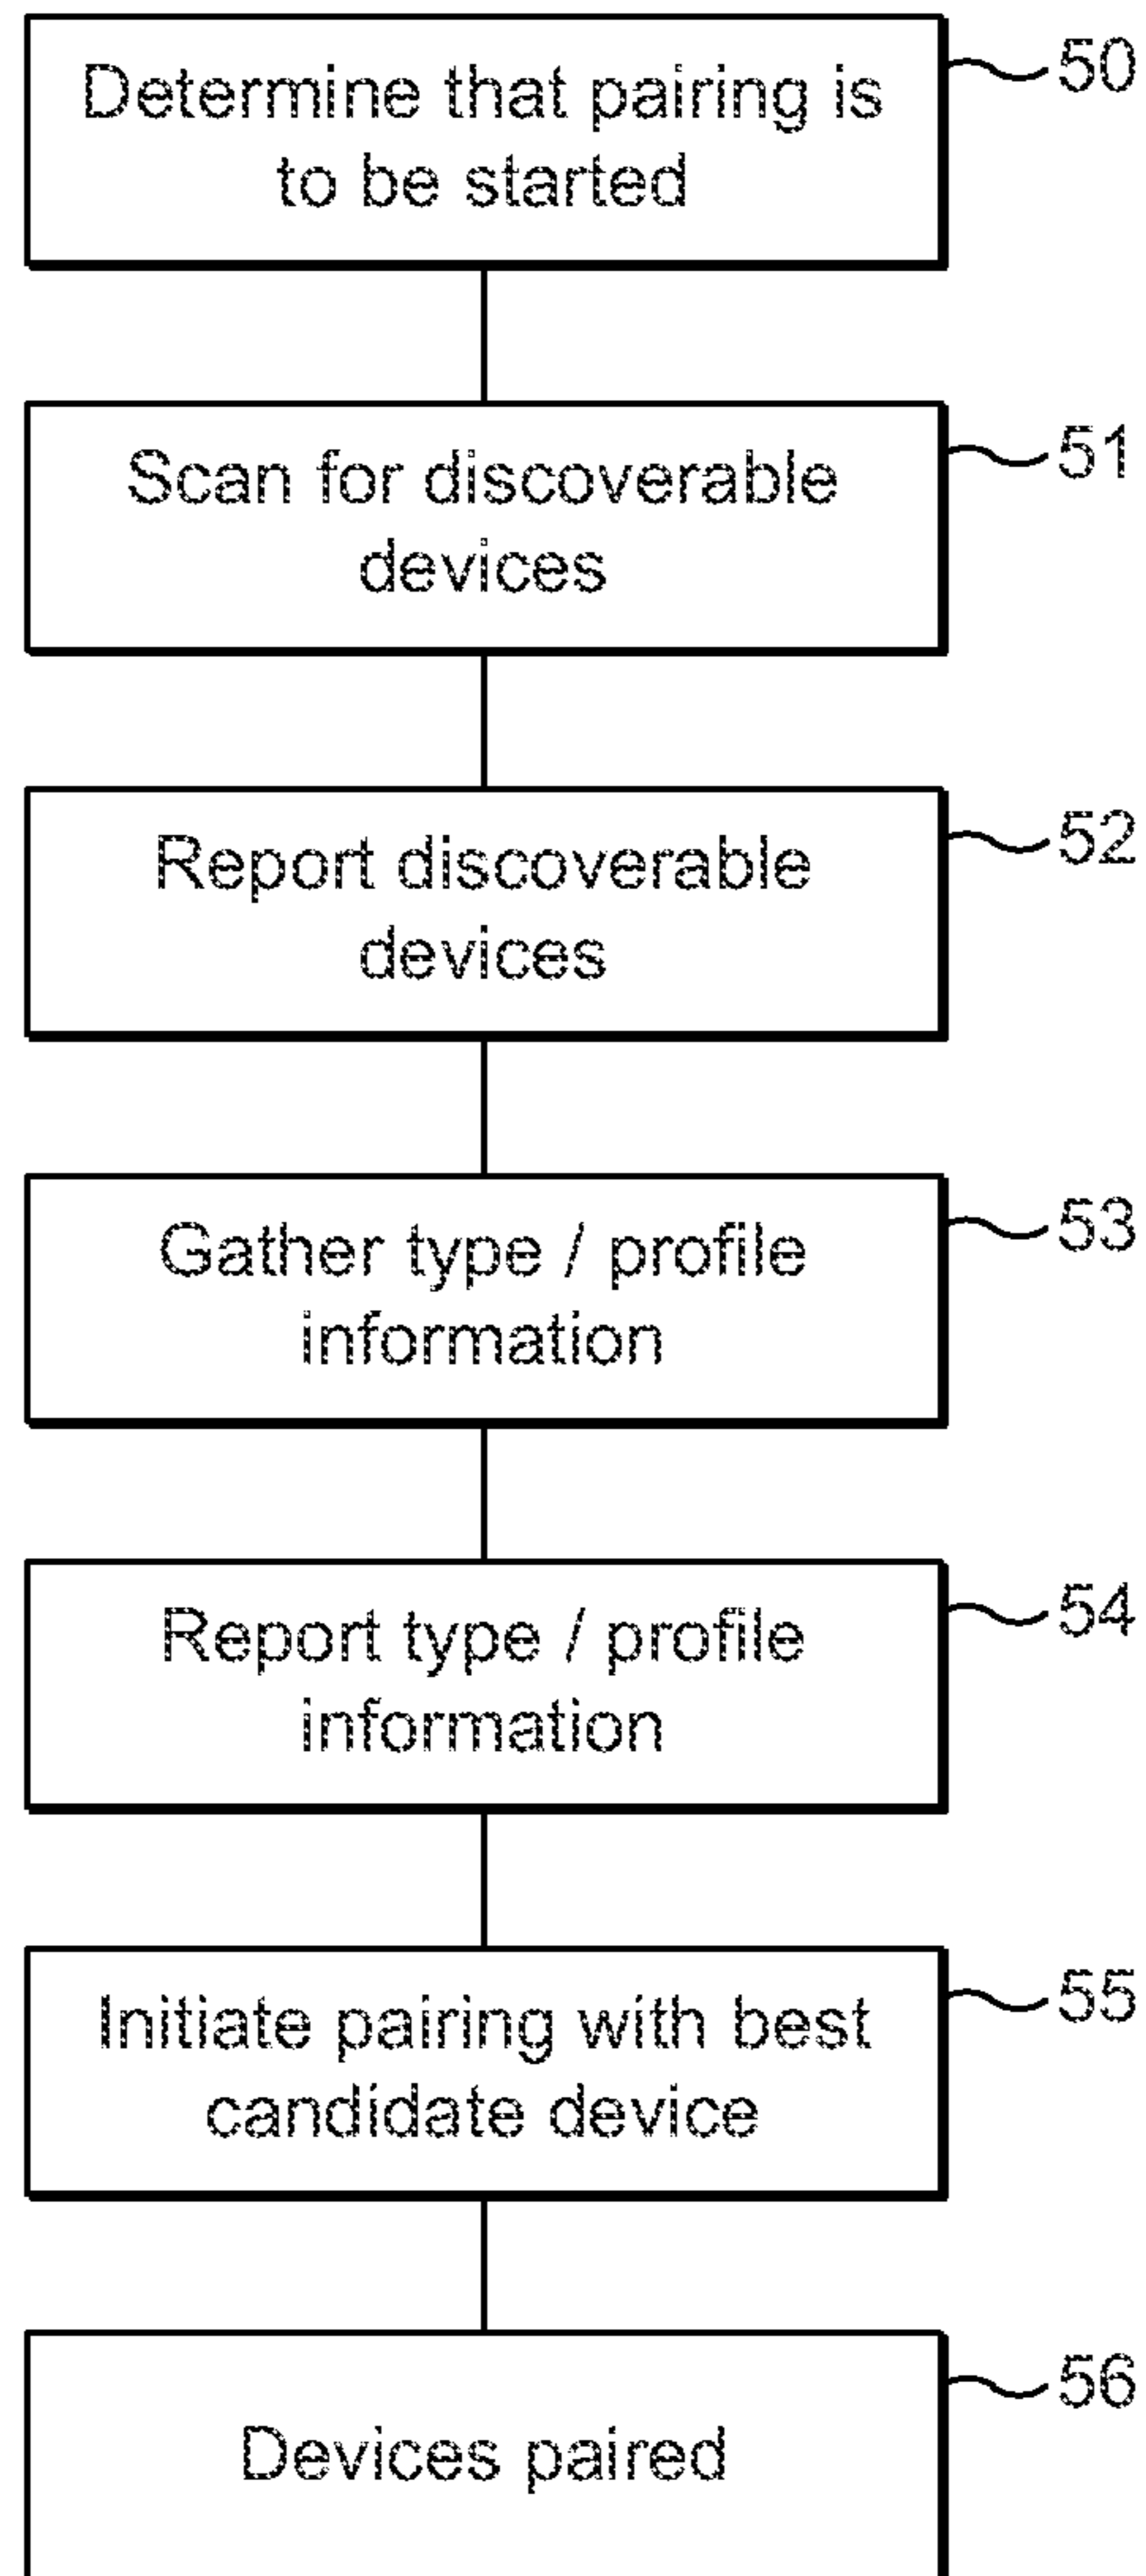 Determine that pairing is
to be started
50
Scan for discoverable
devices
51
Report discoverable
devices
52
Gather type / profile
information
53
Report type / profile
information
54
Initiate pairing with best
candidate device
55
Devices paired
56